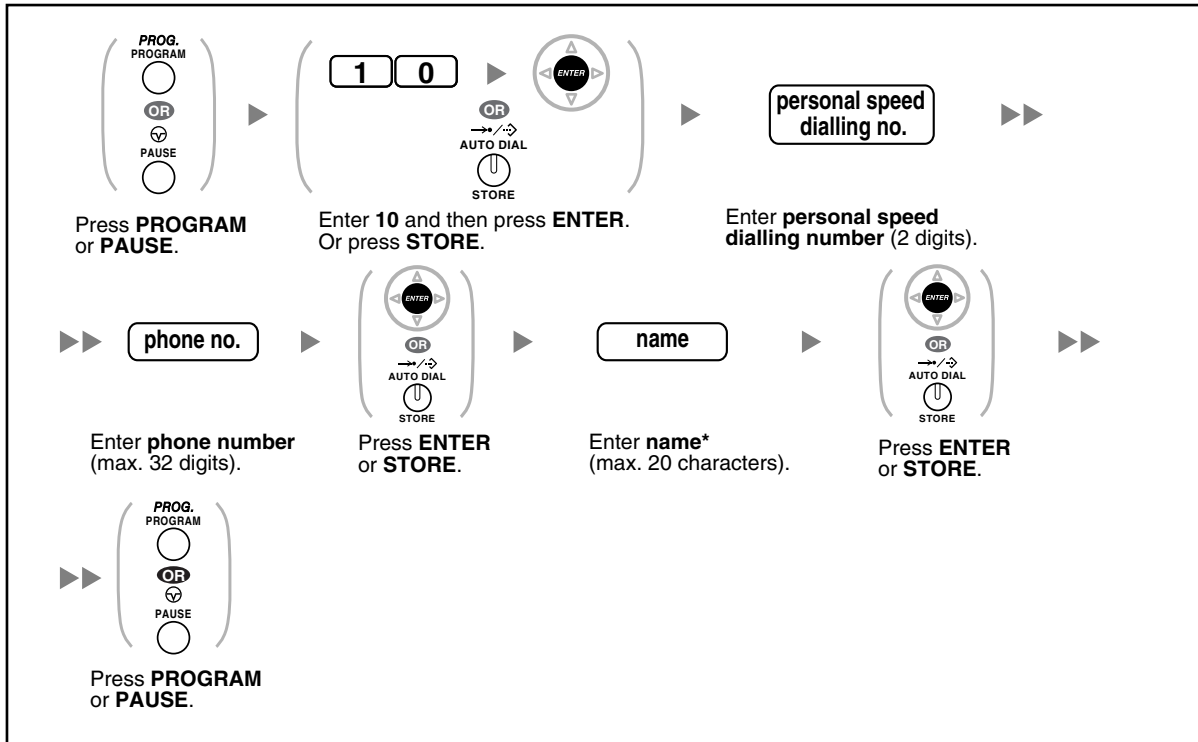 PROG.
PROGRAM
OR
PAUSE
Press PROGRAM
or PAUSE.
1 0
ENTER
OR
AUTO DIAL
STORE
Enter 10 and then press ENTER.
Or press STORE.
personal speed
dialling no.
Enter personal speed
dialling number (2 digits).
phone no.
Enter phone number
(max. 32 digits).
ENTER
OR
AUTO DIAL
STORE
Press ENTER
or STORE.
name
Enter name*
(max. 20 characters).
ENTER
OR
AUTO DIAL
STORE
Press ENTER
or STORE.
PROG.
PROGRAM
OR
PAUSE
Press PROGRAM
or PAUSE.